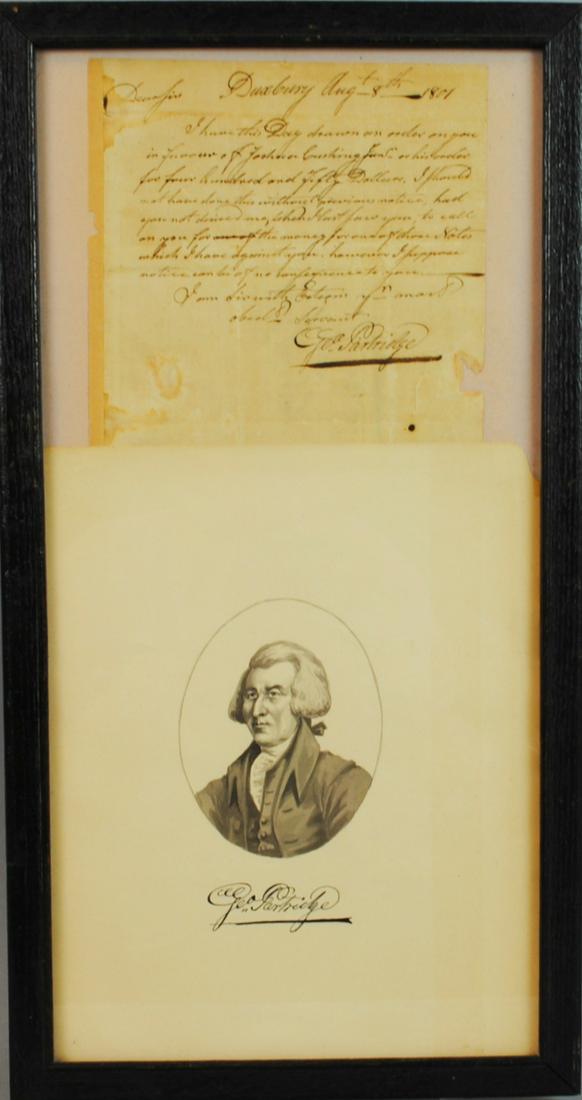 Dear Sir Duxbury Augt. 8th 1801
I have this Day drawn an order on you
in favour of Joshua Cushing Junr. or his order
for four hundred and Fifty Dollars. I should
not have done this without previous notice, had
you not desired me, when I last saw you, to call
on you for the money for one of those Notes
which I have against you. however I suppose
notice can be of no consequence to you.
I am Sir with Esteem yr. most
obedt. Servant
Geo. Partridge
Geo. Partridge